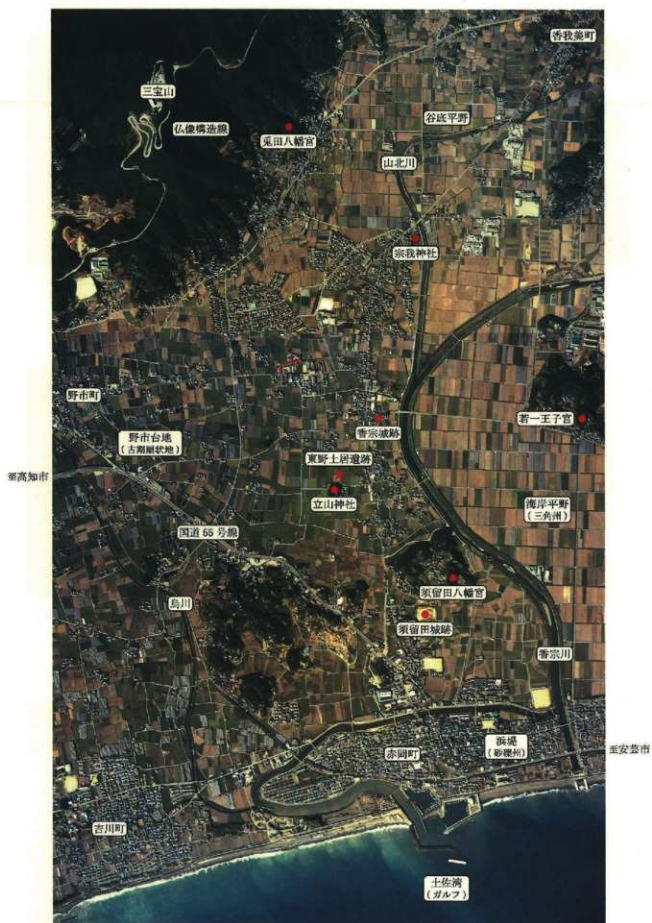 香我美町
三宝山
仏像構造線
兎田八幡宮
谷底平野
山北川
宗我神社
野市町
野市台地
(古期扇状地)
香宗城跡
若一王子宮
東野土居遺跡
至高知市
立山神社
海岸平野
(三角州)
国道55号線
須留田八幡宮
烏川
須留田城跡
香宗川
赤岡町
浜堤
(砂礫州)
至安芸市
吉川町
土佐湾
(ガルフ)